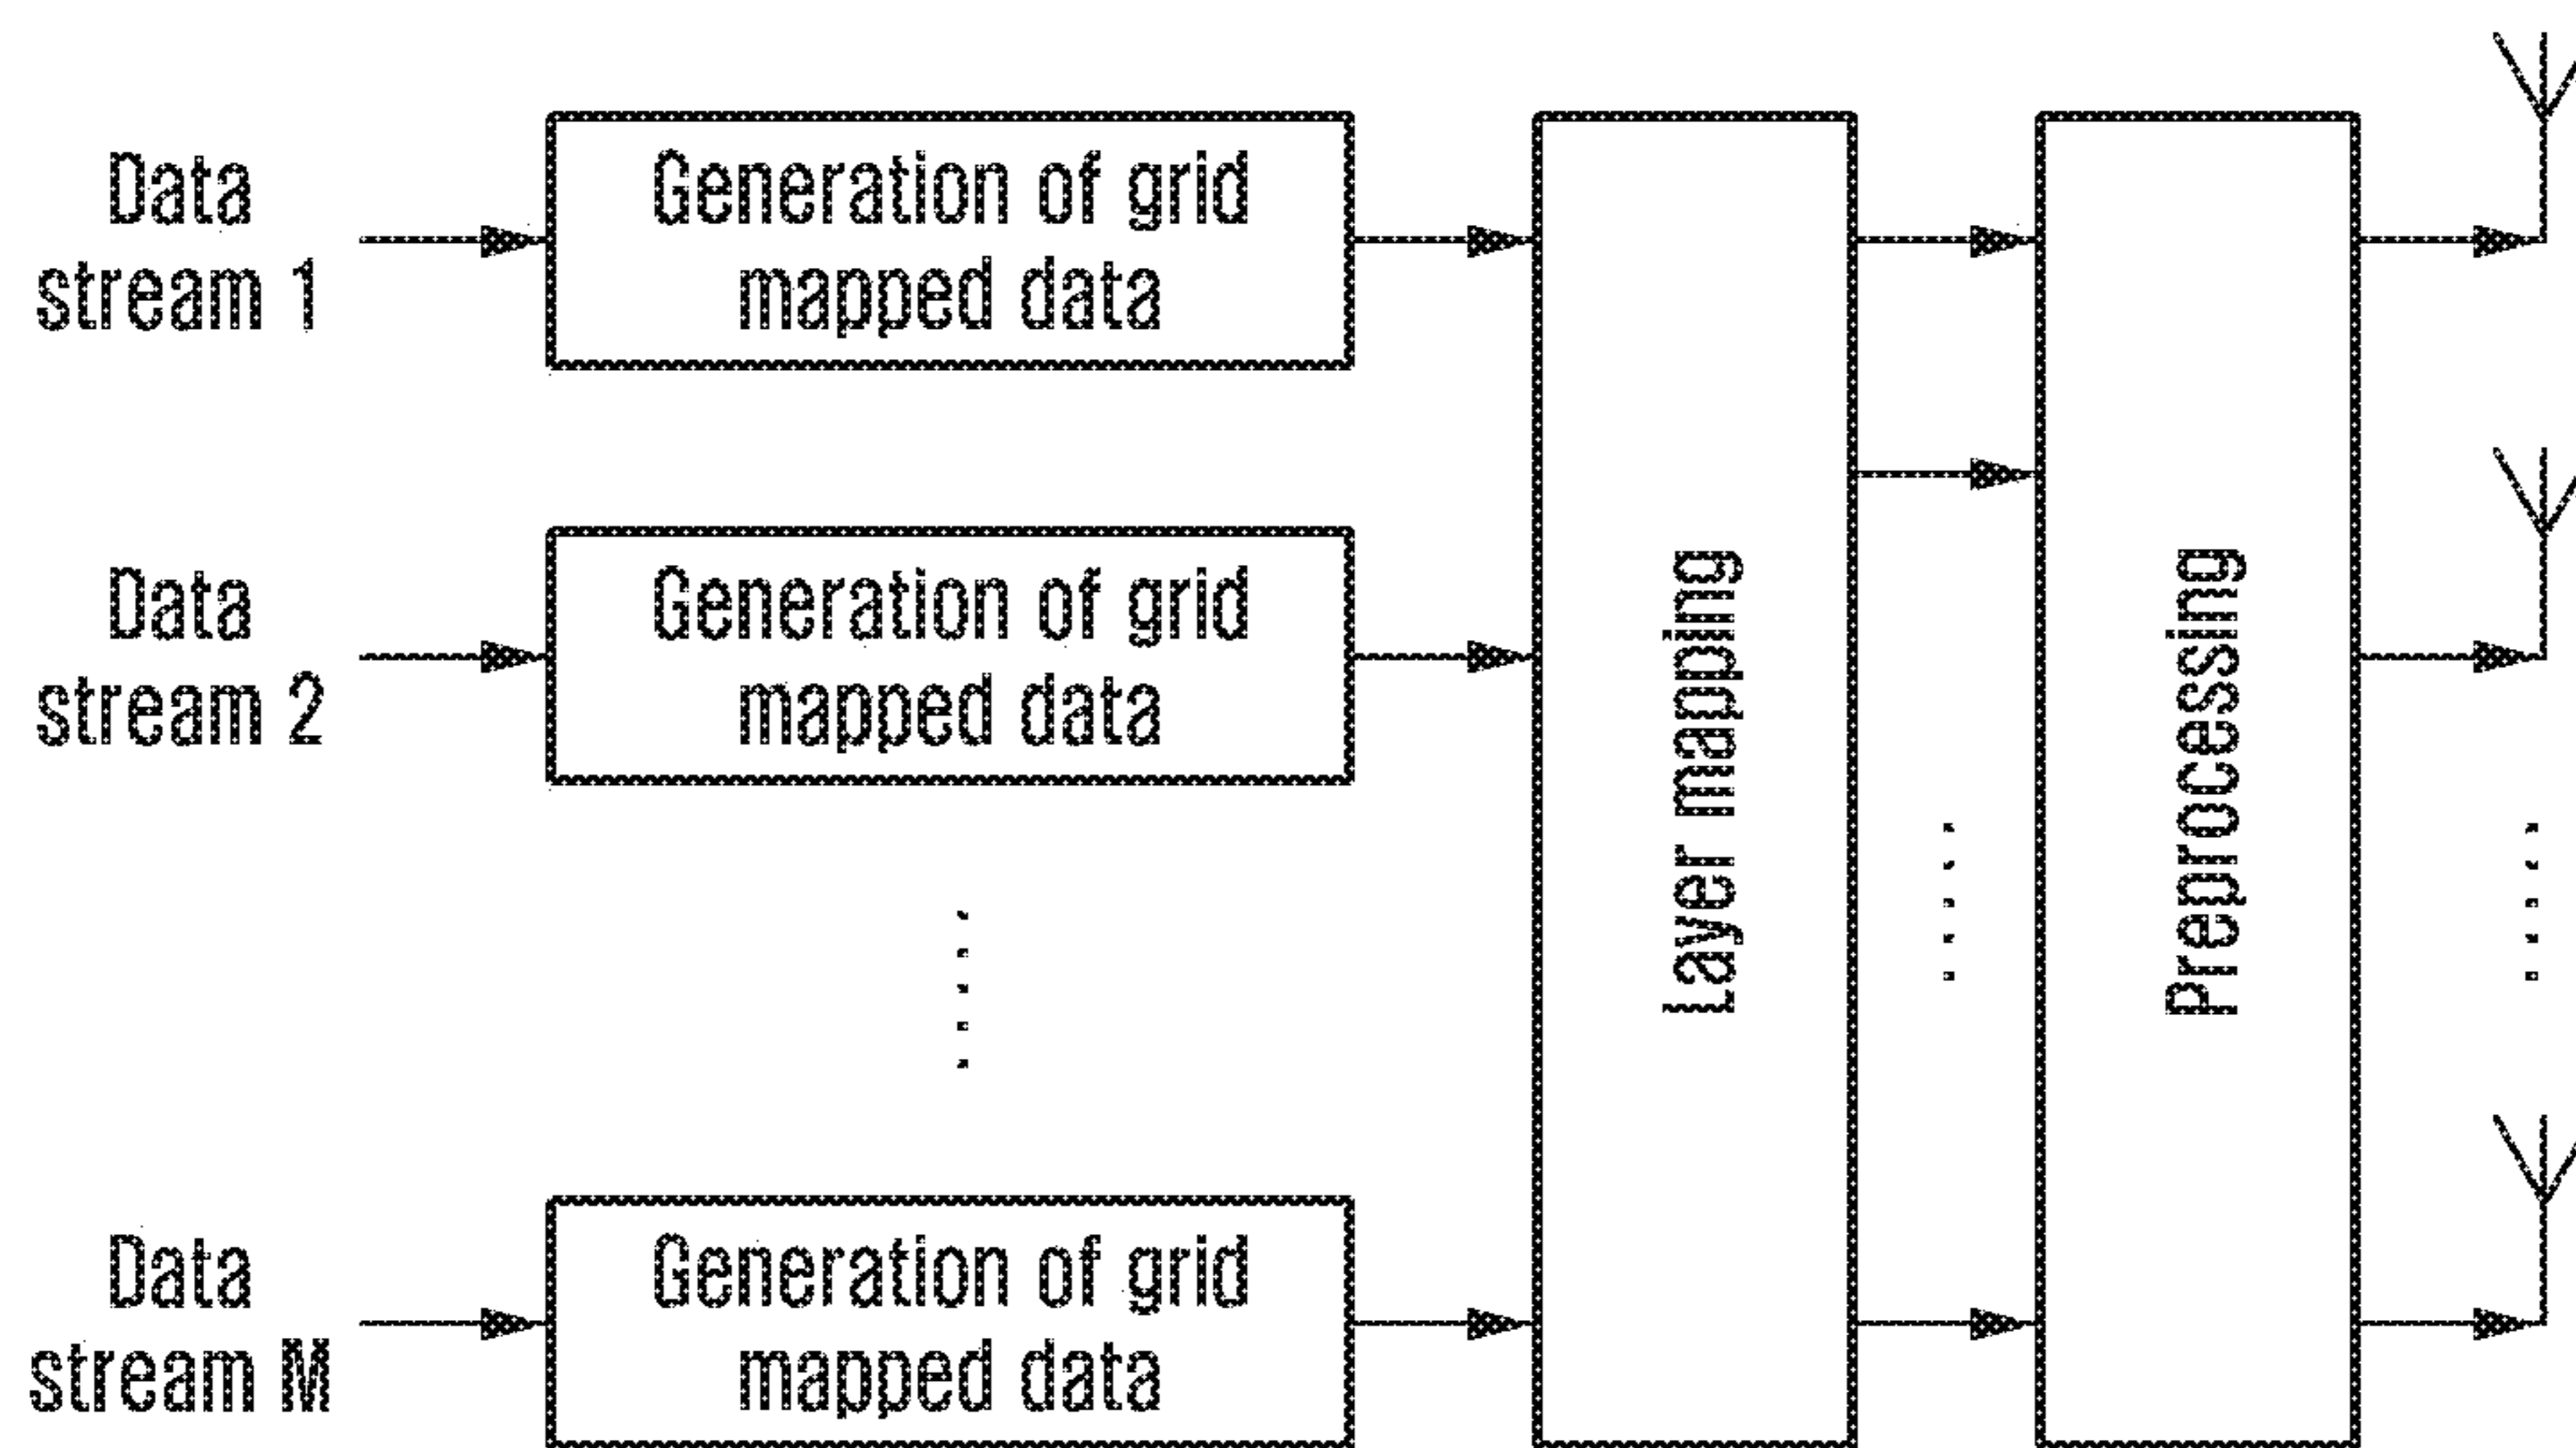 Data
stream 1
Generation of grid
mapped data
Data
stream 2
Generation of grid
mapped data
Layer mapping
Preprocessing
Data
stream M
Generation of grid
mapped data